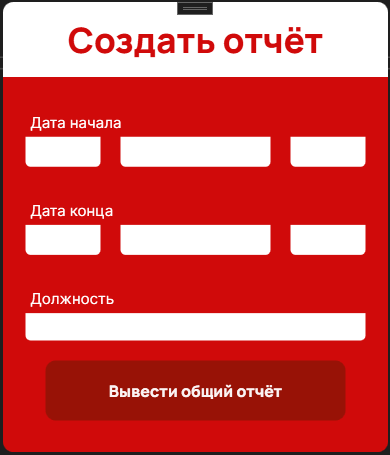 Создать отчёт
Дата начала
Дата конца
Должность
Вывести общий отчёт